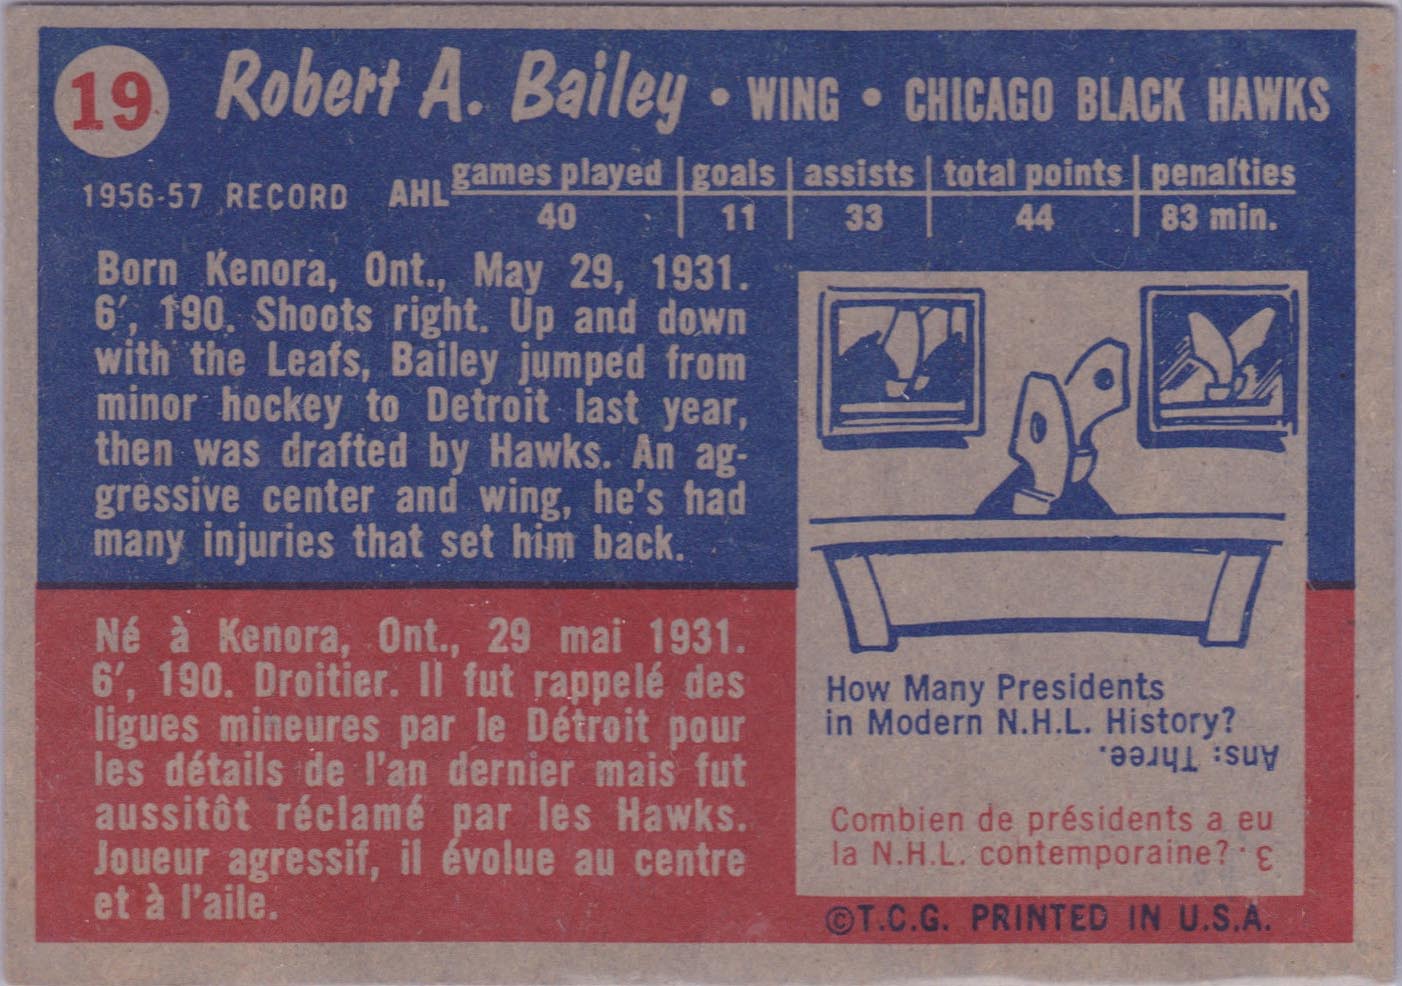 19 Robert A. Bailey • WING • CHICAGO BLACK HAWKS
games played | goals | assists | total points | penalties
1956-57 RECORD AHL 40 | 11 | 33 | 44 | 83 min.
Born Kenora, Ont., May 29, 1931.
6′, 190. Shoots right. Up and down
with the Leafs, Bailey jumped from
minor hockey to Detroit last year,
then was drafted by Hawks. An ag-
gressive center and wing, he's had
many injuries that set him back.
Né à Kenora, Ont., 29 mai 1931.
6′, 190. Droitier. Il fut rappelé des
ligues mineures par le Détroit pour
les détails de l'an dernier mais fut
aussitôt réclamé par les Hawks.
Joueur agressif, il évolue au centre
et à l'aile.
How Many Presidents
in Modern N.H.L. History?
Ans: Three.
Combien de présidents a eu
la N.H.L. contemporaine? · 3
©T.C.G. PRINTED IN U.S.A.